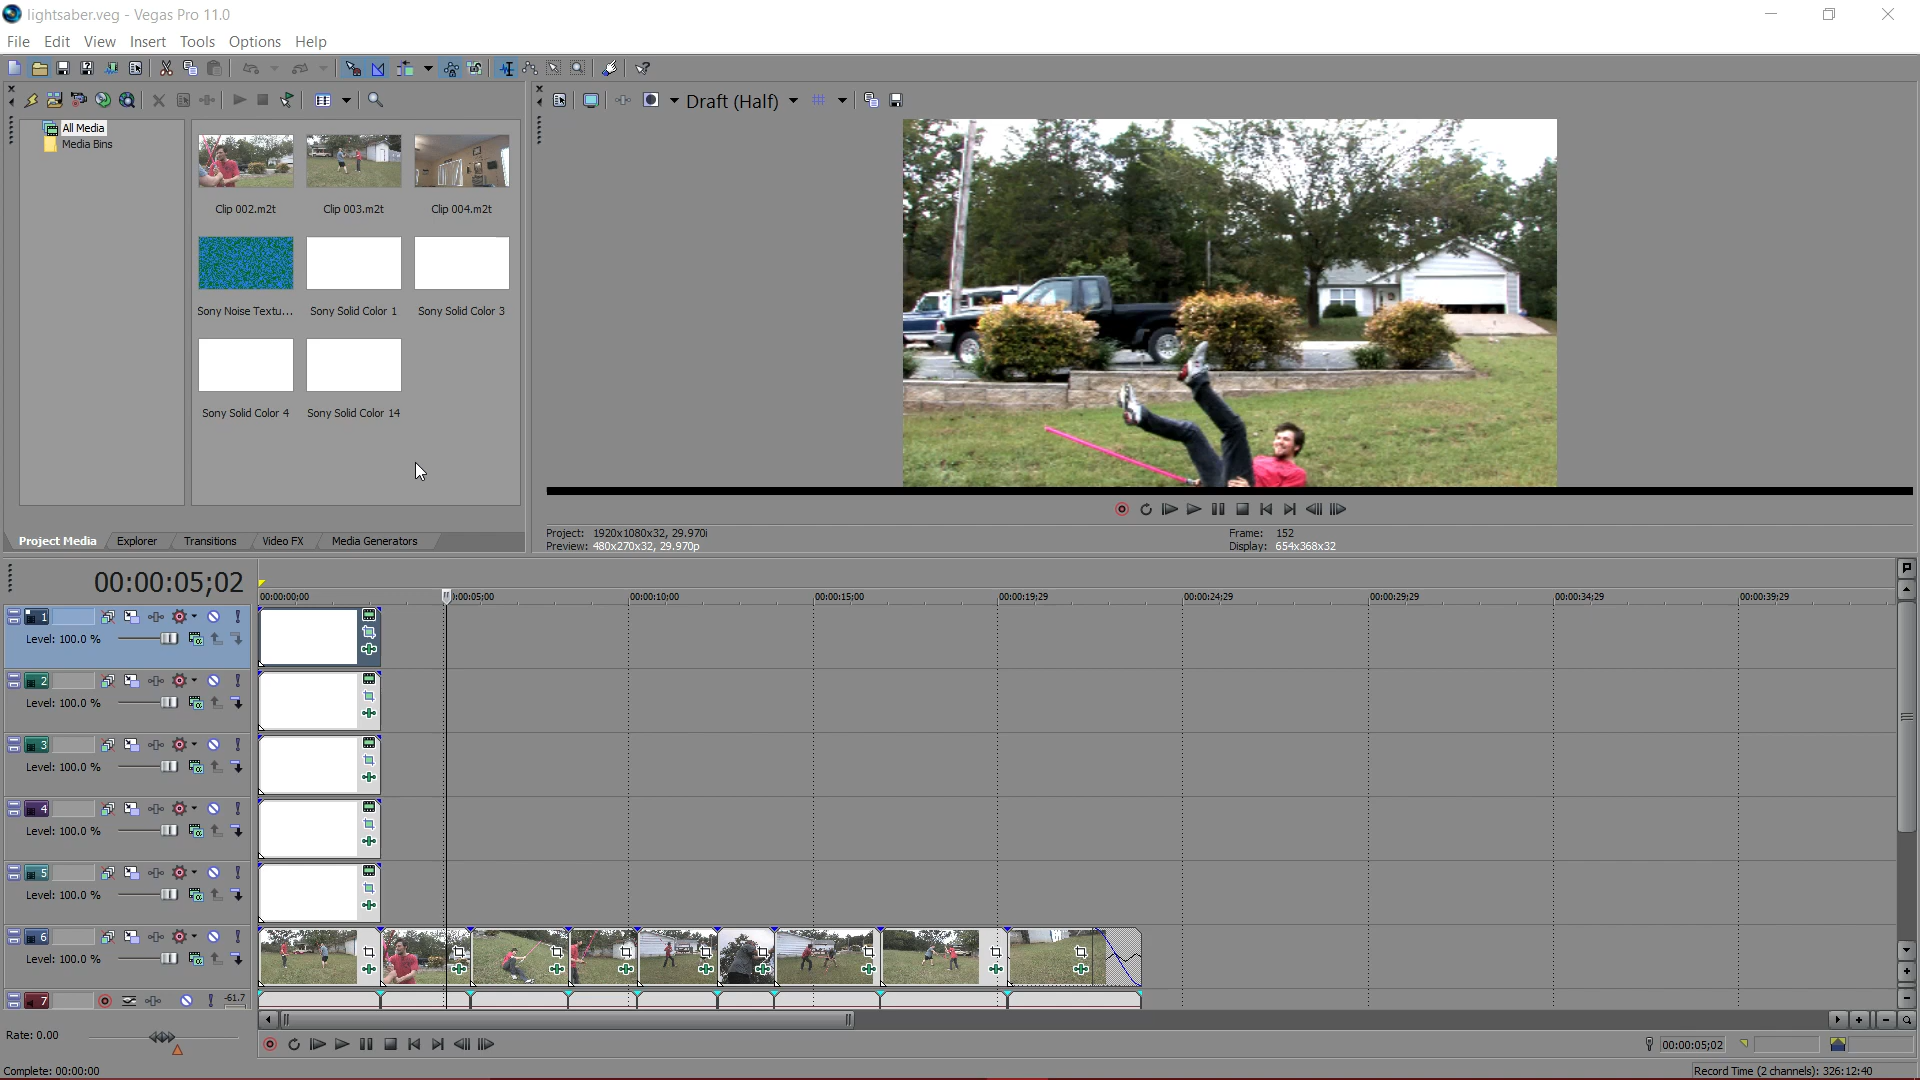 lightsaber.veg - Vegas Pro 11.0
File Edit View Insert Tools Options Help
Draft (Half)
All Media
Media Bins
Clip 002.m2t Clip 003.m2t Clip 004.m2t
Sony Noise Textu... Sony Solid Color 1 Sony Solid Color 3
Sony Solid Color 4 Sony Solid Color 14
Project Media Explorer Transitions Video FX Media Generators
Project: 1920x1080x32, 29.970i
Preview: 480x270x32, 29.970p
Frame: 152
Display: 654x368x32
00:00:05;02
00:00:00;00 00:00:05;00 00:00:10;00 00:00:15;00 00:00:19;29 00:00:24;29 00:00:29;29 00:00:34;29 00:00:39;29
1
Level: 100.0 %
2
Level: 100.0 %
3
Level: 100.0 %
4
Level: 100.0 %
5
Level: 100.0 %
6
Level: 100.0 %
7 -61.7
Rate: 0.00
00:00:05;02
Complete: 00:00:00
Record Time (2 channels): 326:12:40